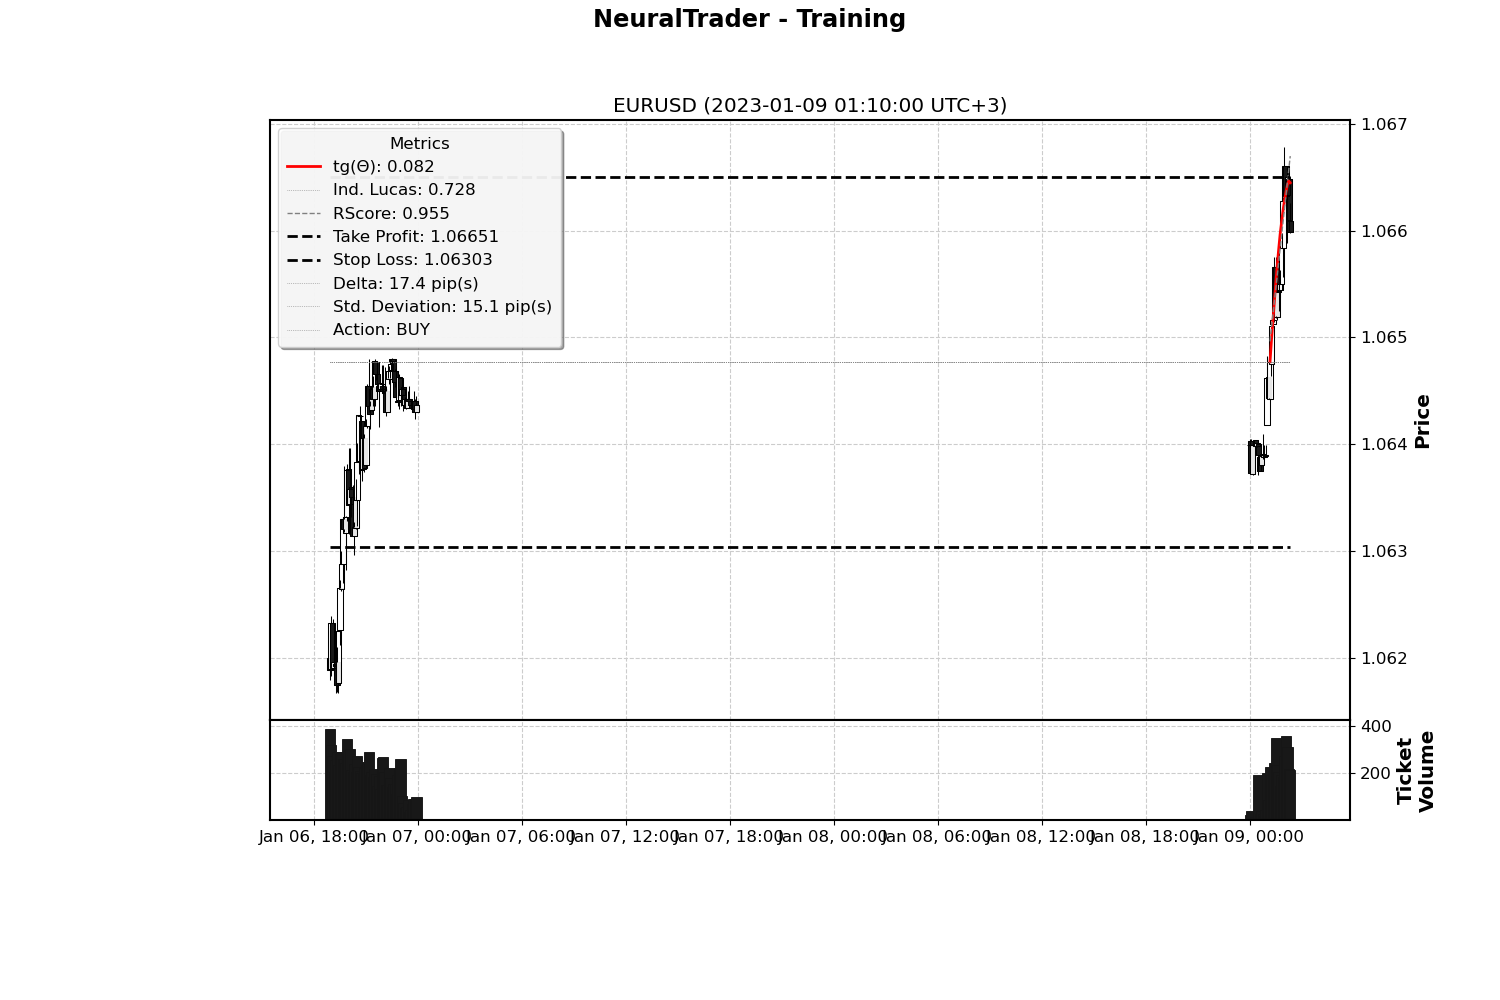 NeuralTrader - Training
EURUSD (2023-01-09 01:10:00 UTC+3)
Metrics
tg(Θ): 0.082
Ind. Lucas: 0.728
RScore: 0.955
Take Profit: 1.06651
Stop Loss: 1.06303
Delta: 17.4 pip(s)
Std. Deviation: 15.1 pip(s)
Action: BUY
1.067
1.066
1.065
1.064
1.063
1.062
Price
400
200
Ticket
Volume
Jan 06, 18:00 Jan 07, 00:00 Jan 07, 06:00 Jan 07, 12:00 Jan 07, 18:00 Jan 08, 00:00 Jan 08, 06:00 Jan 08, 12:00 Jan 08, 18:00 Jan 09, 00:00